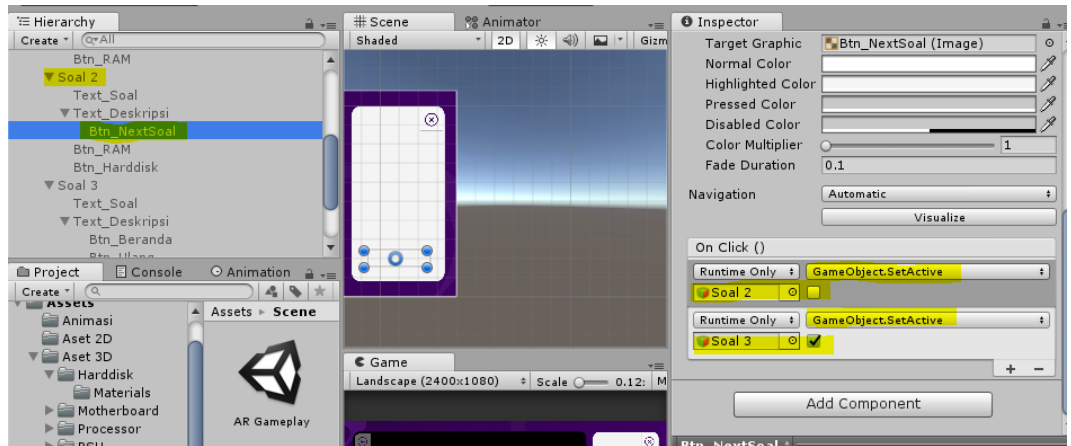 Hierarchy
Create
All
Btn_RAM
Soal 2
Text_Soal
Text_Deskripsi
Btn_NextSoal
Btn_RAM
Btn_Harddisk
Soal 3
Text_Soal
Text_Deskripsi
Btn_Beranda
Btn_Ulang
Project
Console
Animation
Create
Assets
Animasi
Aset 2D
Aset 3D
Harddisk
Materials
Motherboard
Processor
PSU
Assets ▸ Scene
AR Gameplay
Scene
Animator
Shaded
2D
Gizm
Game
Landscape (2400x1080)
Scale
0.12:
M
Inspector
Target Graphic
Btn_NextSoal (Image)
Normal Color
Highlighted Color
Pressed Color
Disabled Color
Color Multiplier
1
Fade Duration
0.1
Navigation
Automatic
Visualize
On Click ()
Runtime Only
GameObject.SetActive
Soal 2
Runtime Only
GameObject.SetActive
Soal 3
+ −
Add Component
Btn_NextSoal